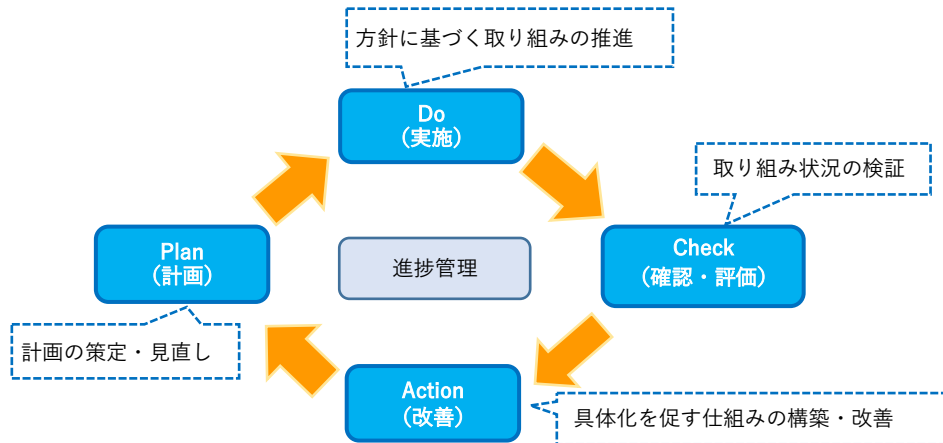 方針に基づく取り組みの推進
Do
（実施）
取り組み状況の検証
Check
（確認・評価）
Plan
（計画）
進捗管理
計画の策定・見直し
Action
（改善）
具体化を促す仕組みの構築・改善